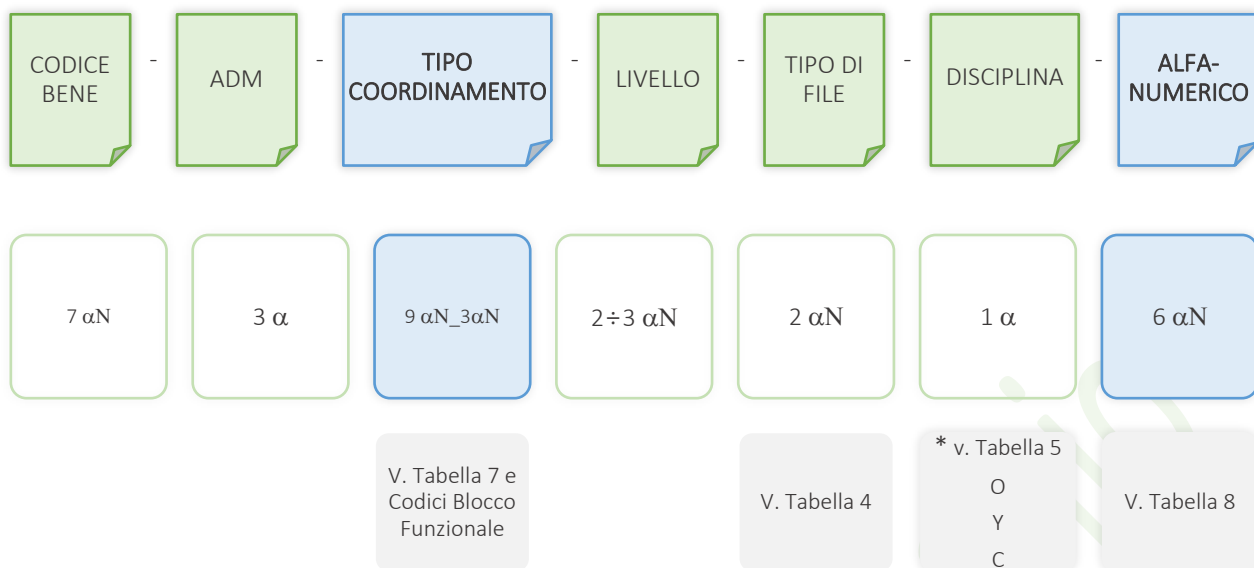 CODICE
BENE
-
ADM
-
TIPO
COORDINAMENTO
-
LIVELLO
-
TIPO DI
FILE
-
DISCIPLINA
-
ALFA-
NUMERICO
7 αN
3 α
9 αN_3αN
2÷3 αN
2 αN
1 α
6 αN
V. Tabella 7 e
Codici Blocco
Funzionale
V. Tabella 4
* v. Tabella 5
O
Y
C
V. Tabella 8